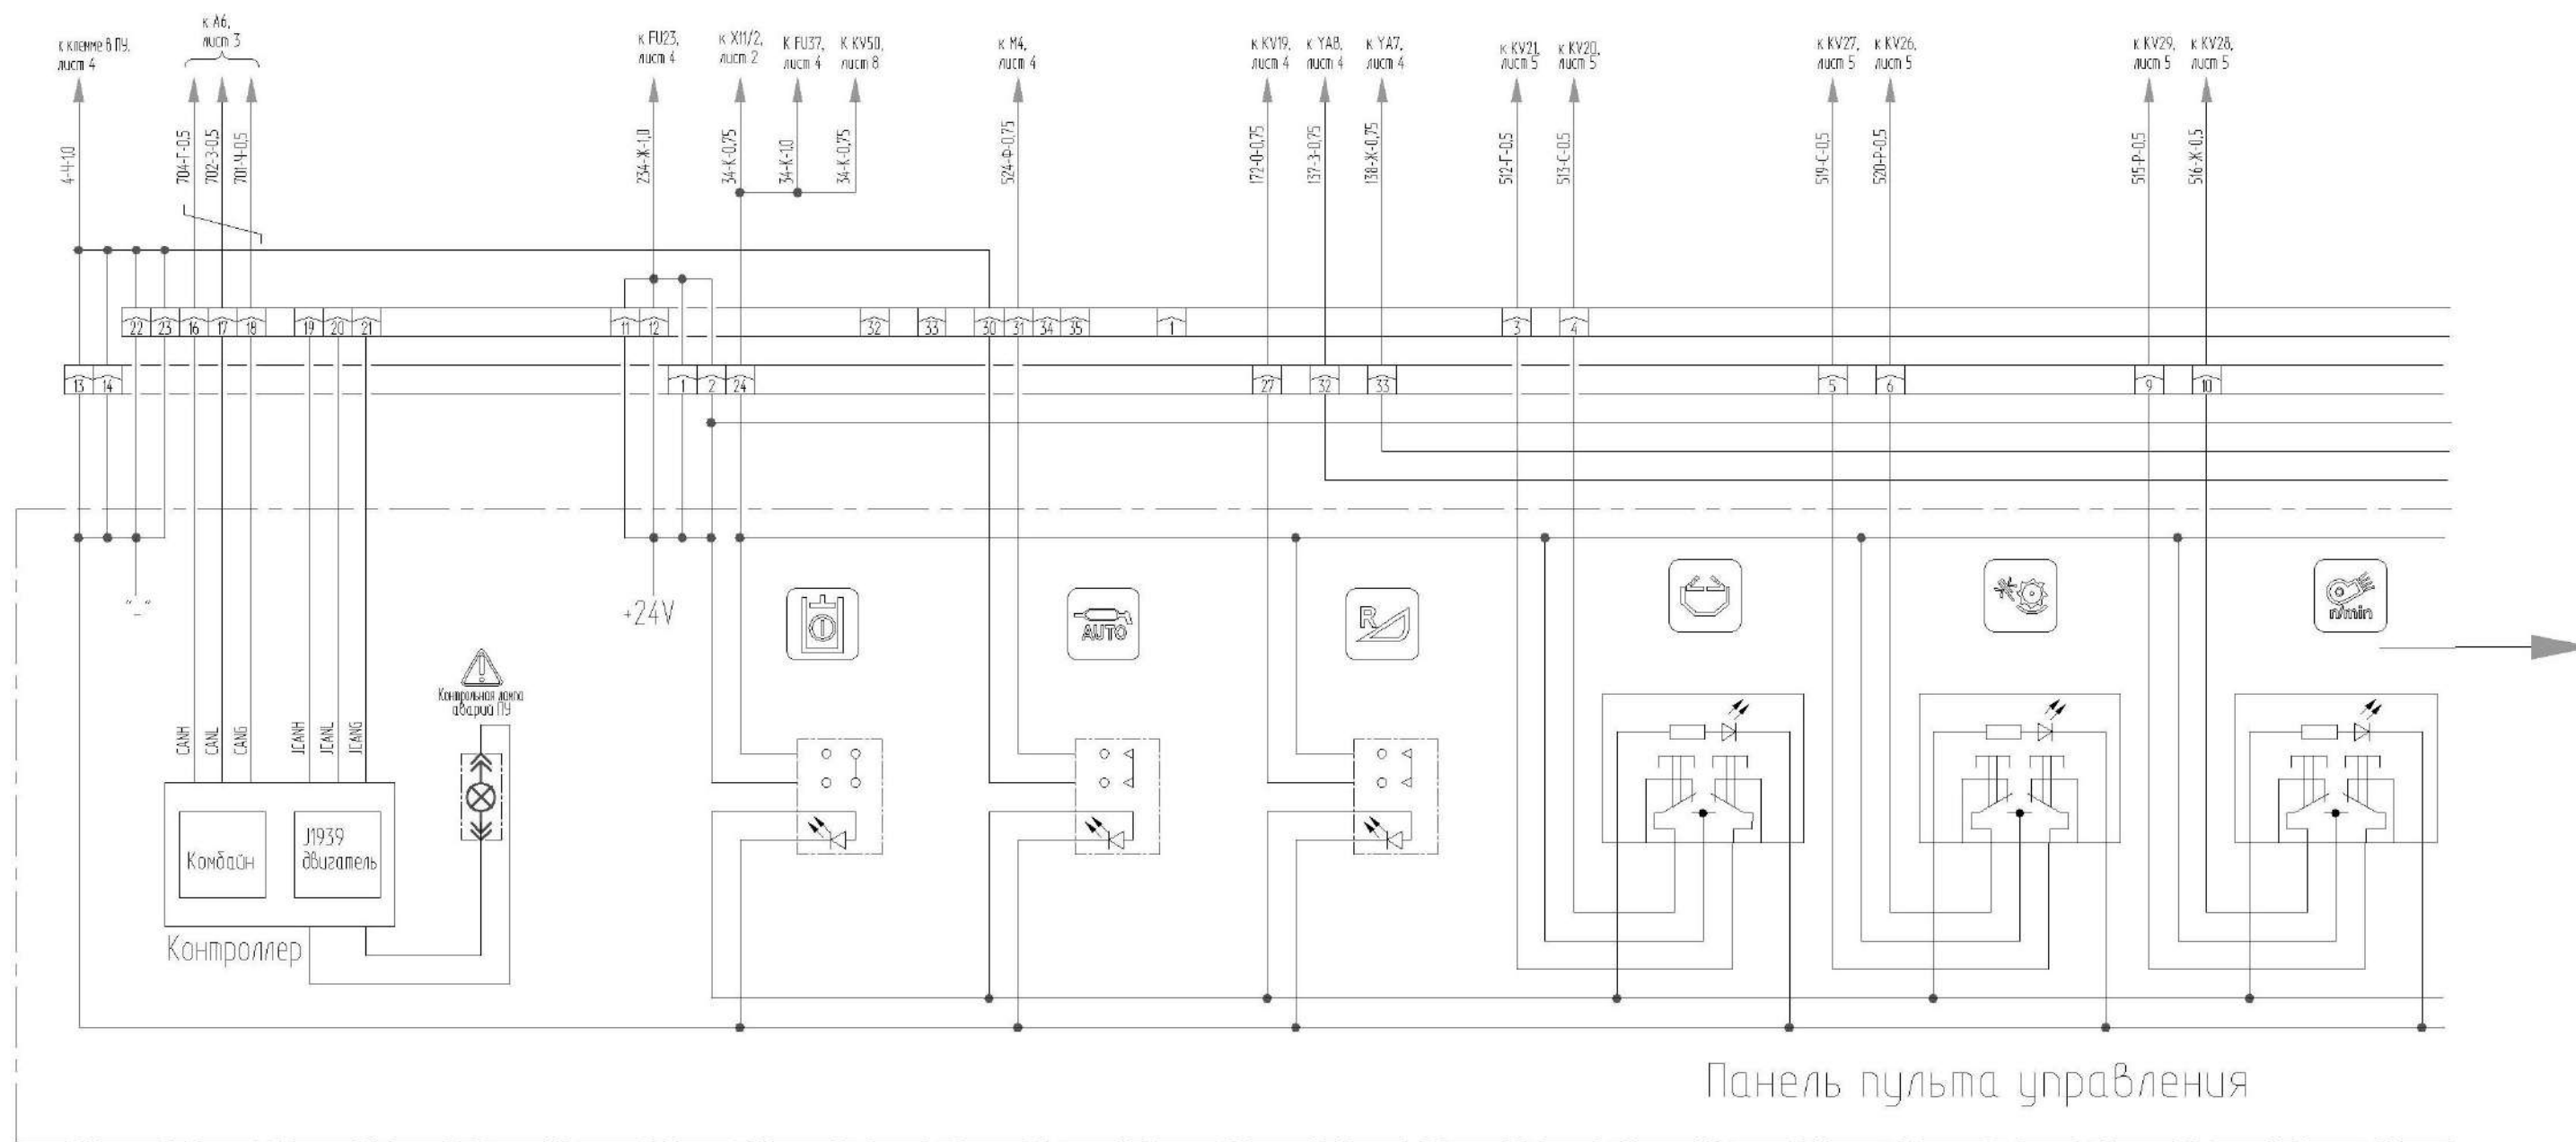 к клемме В ПУ,
лист 4
к А6,
лист 3
к FU23,
лист 4
к X11/2,
лист 2
к FU37,
лист 4
к KV50,
лист 8
к М4,
лист 4
к KV19,
лист 4
к YA8,
лист 4
к YA7,
лист 4
к KV21,
лист 5
к KV20,
лист 5
к KV27,
лист 5
к KV26,
лист 5
к KV29,
лист 5
к KV28,
лист 5
4-Ч-1,0
704-Г-0,5
702-З-0,5
701-Ч-0,5
234-Ж-1,0
34-К-0,75
34-К-1,0
34-К-0,75
524-Ф-0,75
172-О-0,75
137-З-0,75
138-Ж-0,75
512-Г-0,5
513-С-0,5
519-С-0,5
520-Р-0,5
515-Р-0,5
516-Ж-0,5
22 23 16 17 18 19 20 21 11 12 32 33 30 31 34 35 1 3 4
13 14 1 2 24 27 32 33 5 6 9 10
"-"
+24V
AUTO
R
n/min
Контрольная лампа
аварий ПУ
CANH
CANL
CANG
JCANH
JCANL
JCANG
Комбайн
J1939
двигатель
Контроллер
Панель пульта управления